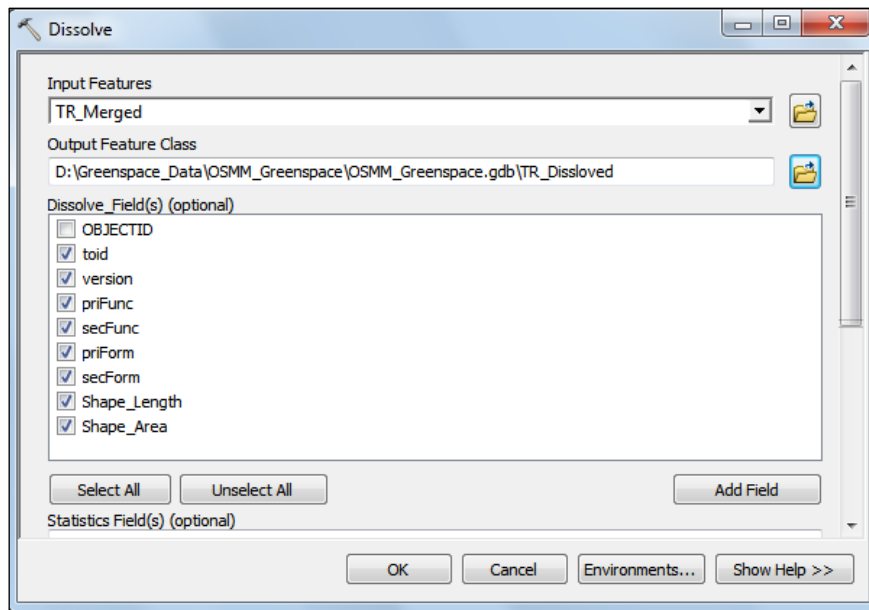 Dissolve
Input Features
TR_Merged
Output Feature Class
D:\Greenspace_Data\OSMM_Greenspace\OSMM_Greenspace.gdb\TR_Dissloved
Dissolve_Field(s) (optional)
OBJECTID
toid
version
priFunc
secFunc
priForm
secForm
Shape_Length
Shape_Area
Select All Unselect All Add Field
Statistics Field(s) (optional)
OK Cancel Environments... Show Help >>